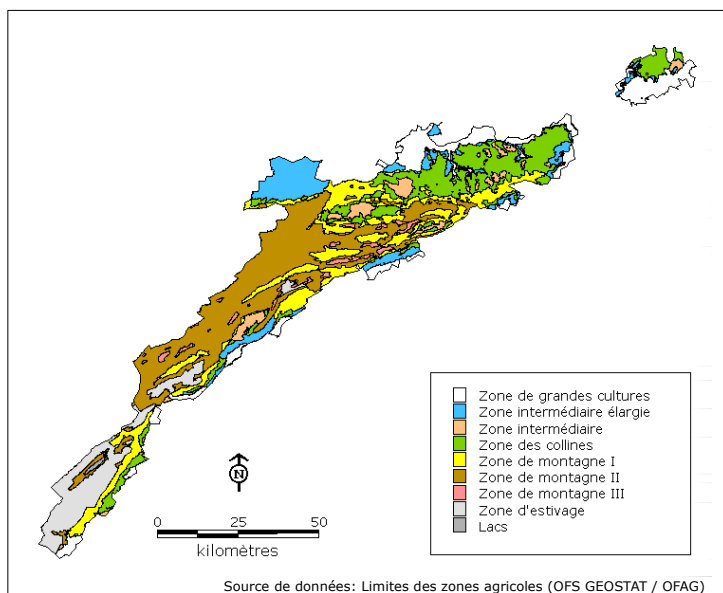 Zone de grandes cultures
Zone intermédiaire élargie
Zone intermédiaire
Zone des collines
Zone de montagne I
Zone de montagne II
Zone de montagne III
Zone d'estivage
Lacs
N
0 25 50
kilomètres
Source de données: Limites des zones agricoles (OFS GEOSTAT / OFAG)